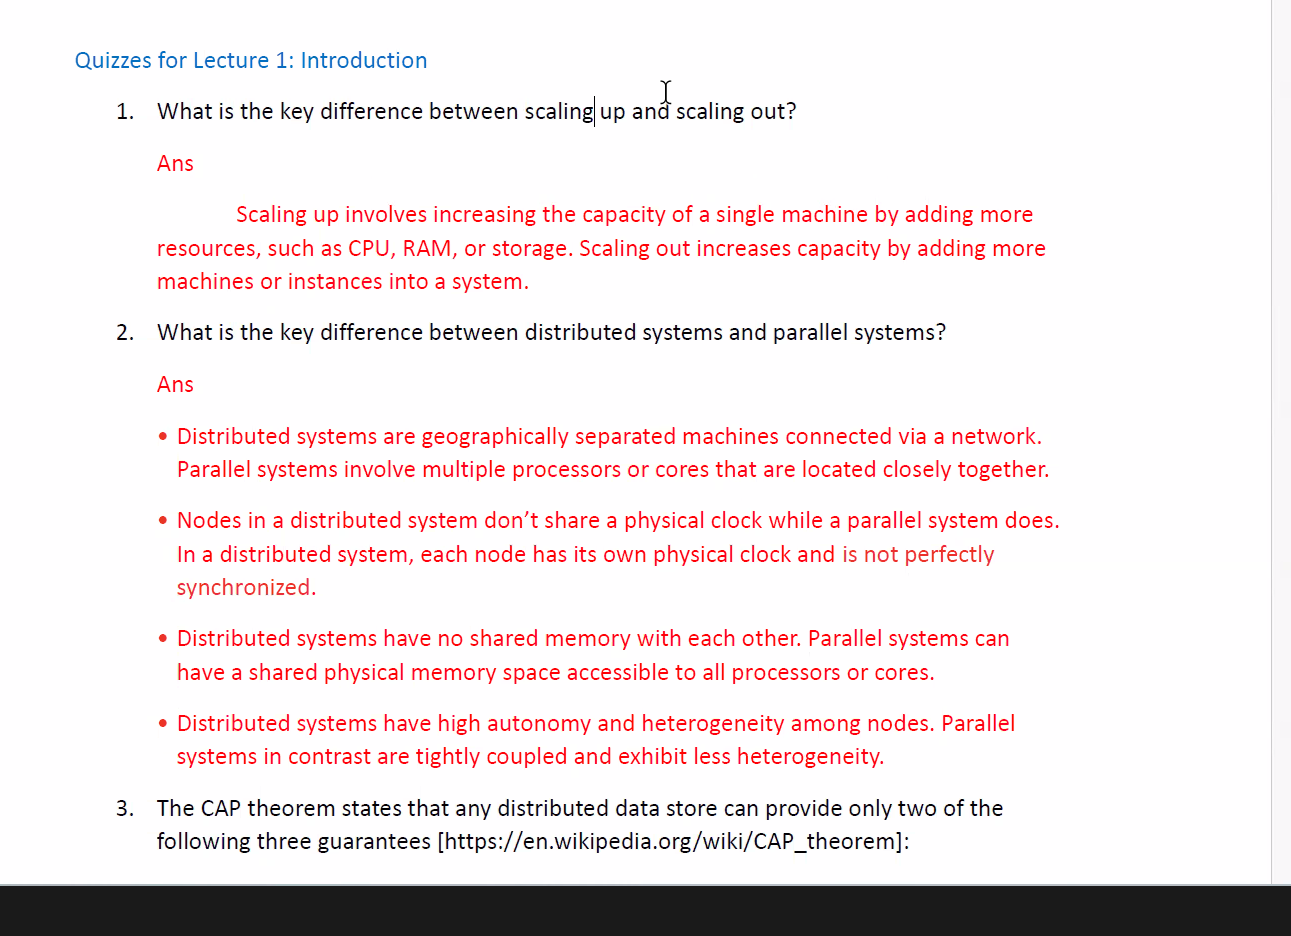 Quizzes for Lecture 1: Introduction
1. What is the key difference between scaling up and scaling out?
Ans
Scaling up involves increasing the capacity of a single machine by adding more
resources, such as CPU, RAM, or storage. Scaling out increases capacity by adding more
machines or instances into a system.
2. What is the key difference between distributed systems and parallel systems?
Ans
• Distributed systems are geographically separated machines connected via a network.
Parallel systems involve multiple processors or cores that are located closely together.
• Nodes in a distributed system don’t share a physical clock while a parallel system does.
In a distributed system, each node has its own physical clock and is not perfectly
synchronized.
• Distributed systems have no shared memory with each other. Parallel systems can
have a shared physical memory space accessible to all processors or cores.
• Distributed systems have high autonomy and heterogeneity among nodes. Parallel
systems in contrast are tightly coupled and exhibit less heterogeneity.
3. The CAP theorem states that any distributed data store can provide only two of the
following three guarantees [https://en.wikipedia.org/wiki/CAP_theorem]: